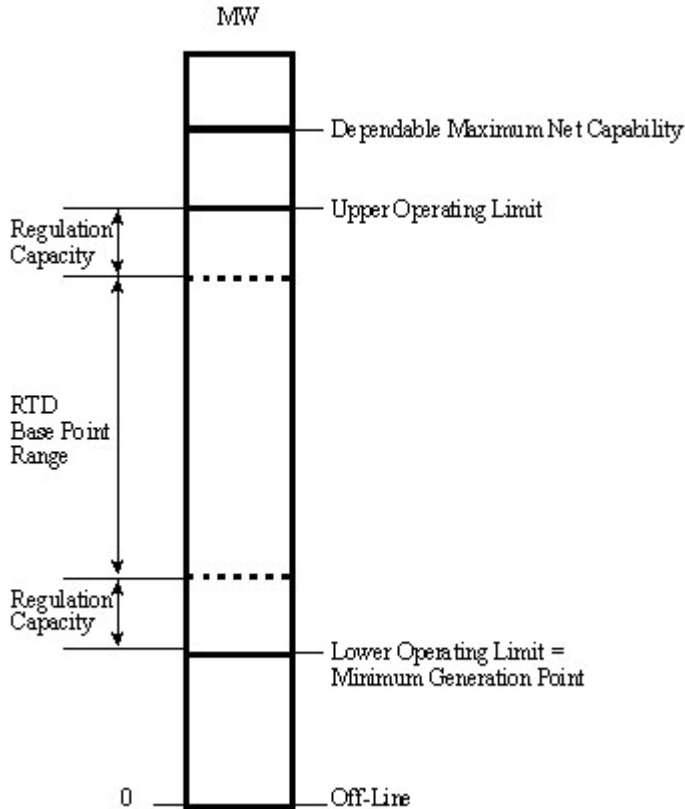 MW
Dependable Maximum Net Capability
Upper Operating Limit
Regulation
Capacity
RTD
Base Point
Range
Regulation
Capacity
Lower Operating Limit =
Minimum Generation Point
0
Off-Line